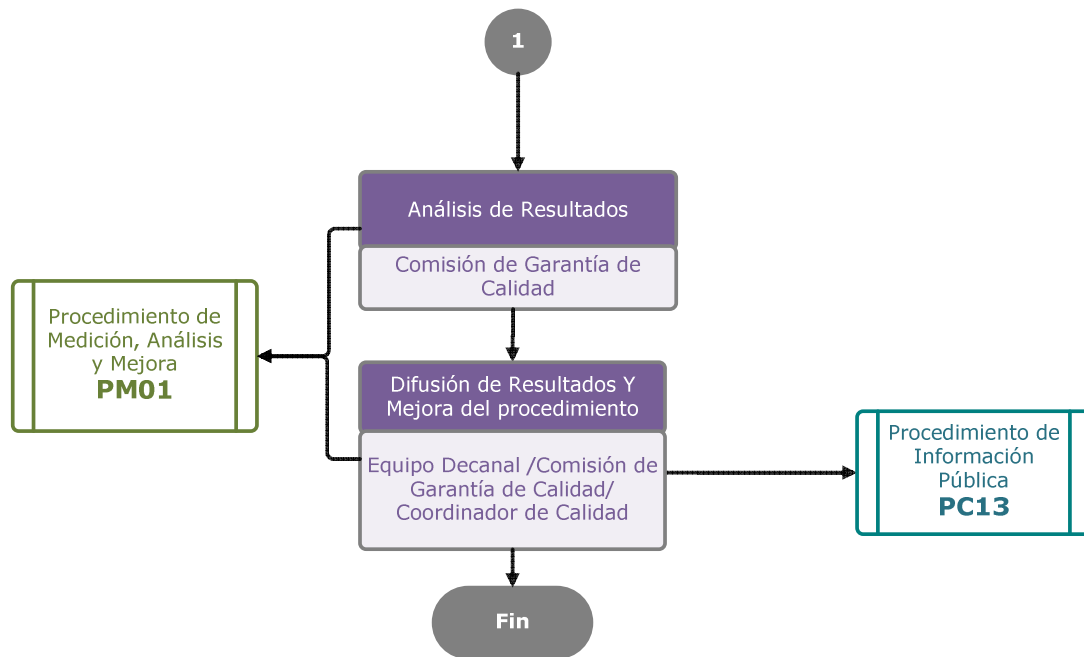 1
Análisis de Resultados
Comisión de Garantía de
Calidad
Procedimiento de
Medición, Análisis
y Mejora
PM01
Difusión de Resultados Y
Mejora del procedimiento
Equipo Decanal /Comisión de
Garantía de Calidad/
Coordinador de Calidad
Procedimiento de
Información
Pública
PC13
Fin